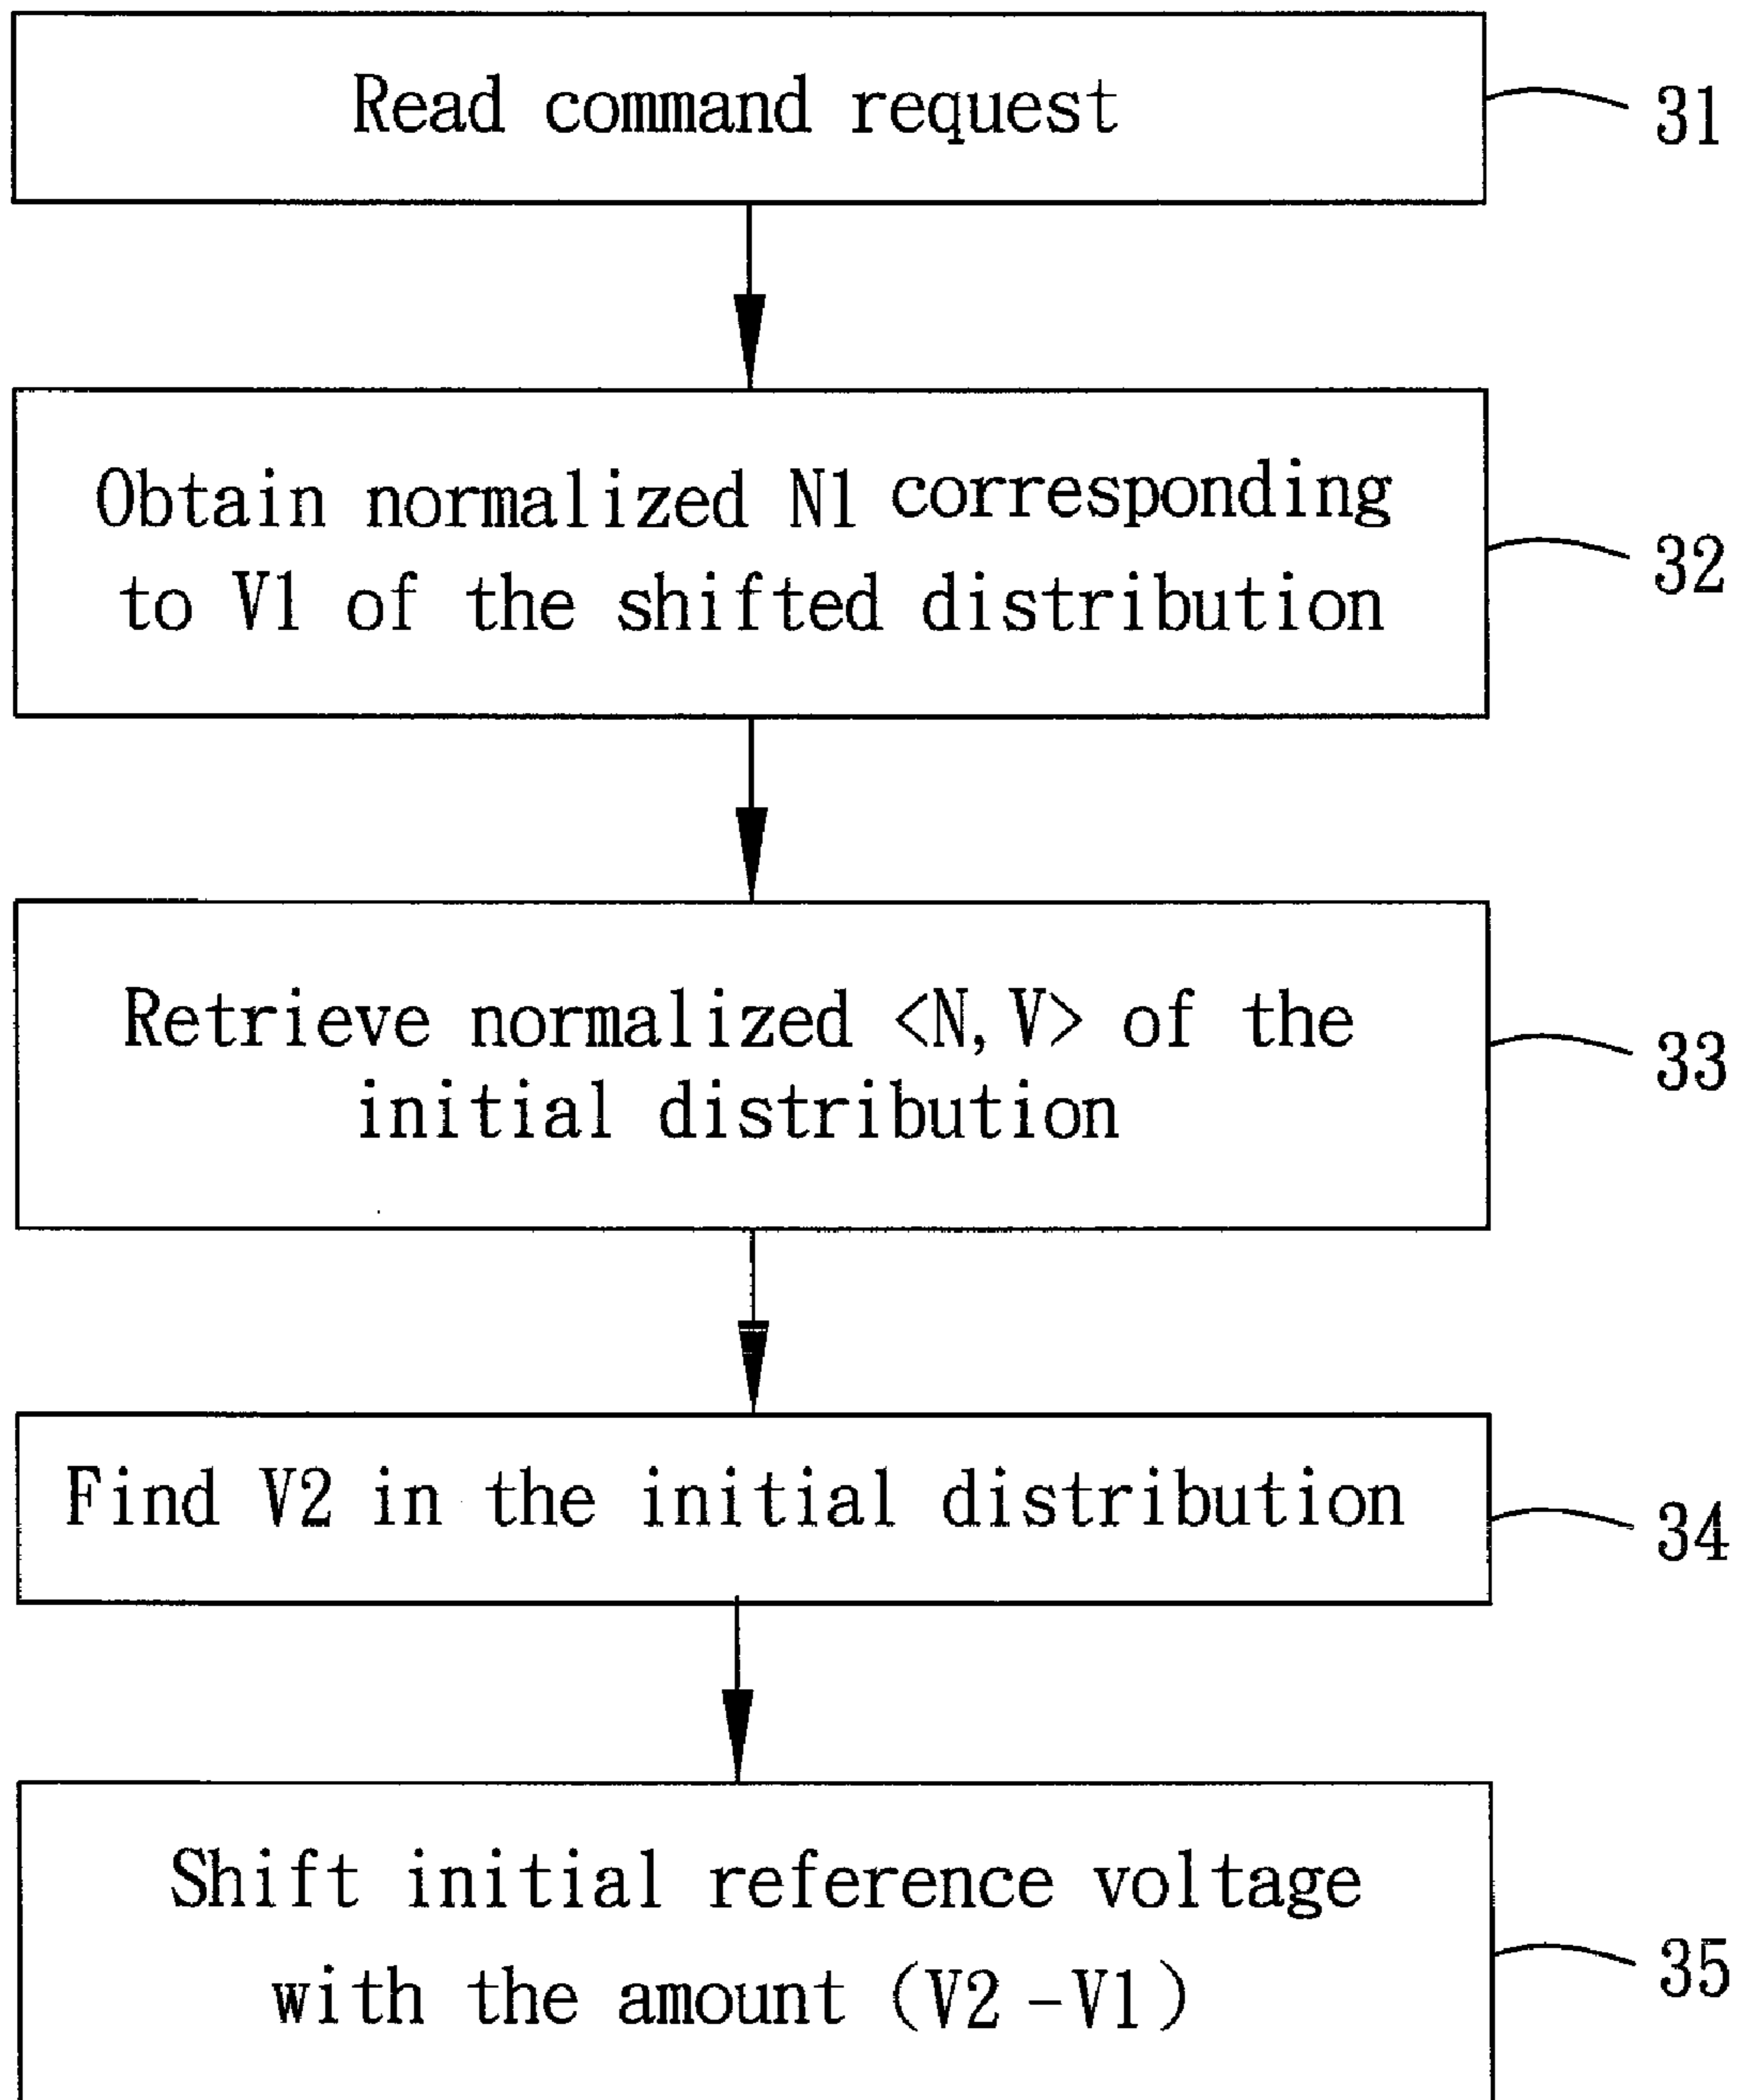 Read command request
31
Obtain normalized N1 corresponding
to V1 of the shifted distribution
32
Retrieve normalized <N,V> of the
initial distribution
33
Find V2 in the initial distribution
34
Shift initial reference voltage
with the amount (V2-V1)
35